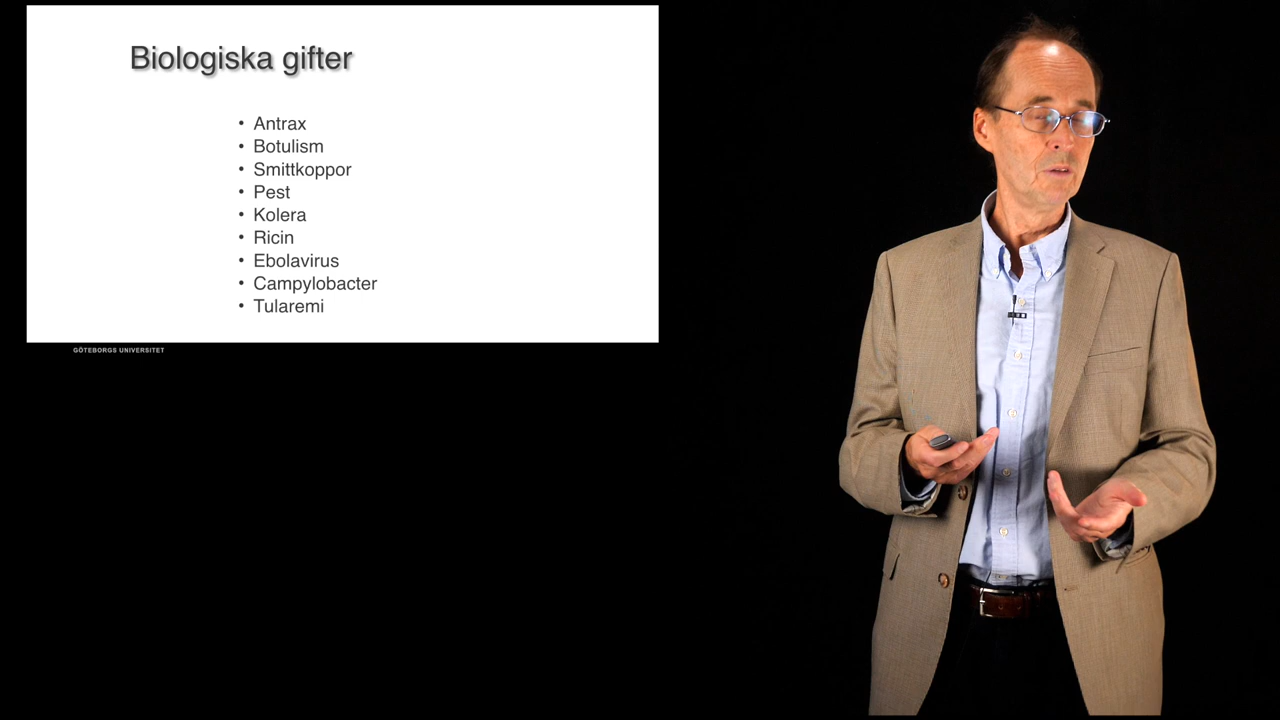 Biologiska gifter
• Antrax
• Botulism
• Smittkoppor
• Pest
• Kolera
• Ricin
• Ebolavirus
• Campylobacter
• Tularemi
GÖTEBORGS UNIVERSITET